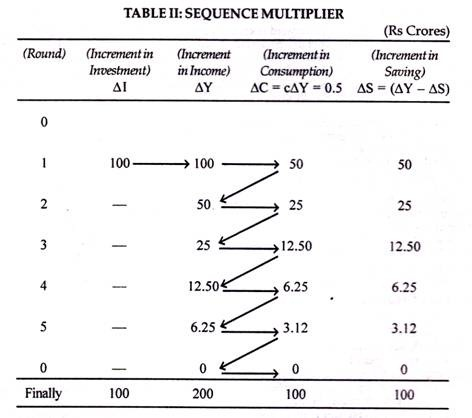 TABLE II: SEQUENCE MULTIPLIER
(Rs Crores)
(Round) (Increment in Investment) ΔI (Increment in Income) ΔY (Increment in Consumption) ΔC = cΔY = 0.5 (Increment in Saving) ΔS = (ΔY – ΔS)
0
1 100 100 50 50
2 — 50 25 25
3 — 25 12.50 12.50
4 — 12.50 6.25 6.25
5 — 6.25 3.12 3.12
0 — 0 0 0
Finally 100 200 100 100